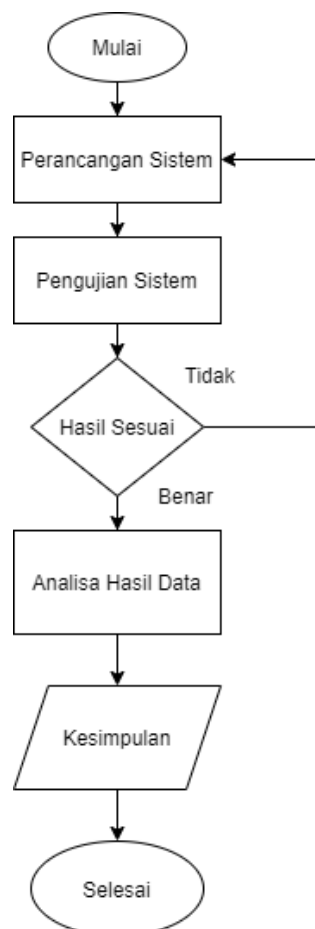 Mulai
Perancangan Sistem
Pengujian Sistem
Tidak
Hasil Sesuai
Benar
Analisa Hasil Data
Kesimpulan
Selesai